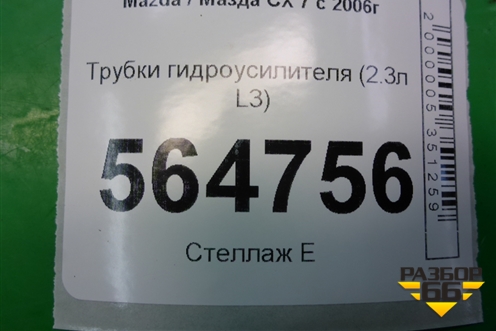 Mazda / Мазда CX 7 с 2006г
Трубки гидроусилителя (2.3л
L3)
564756
Стеллаж Е
2000005351259
РАЗБОР
66